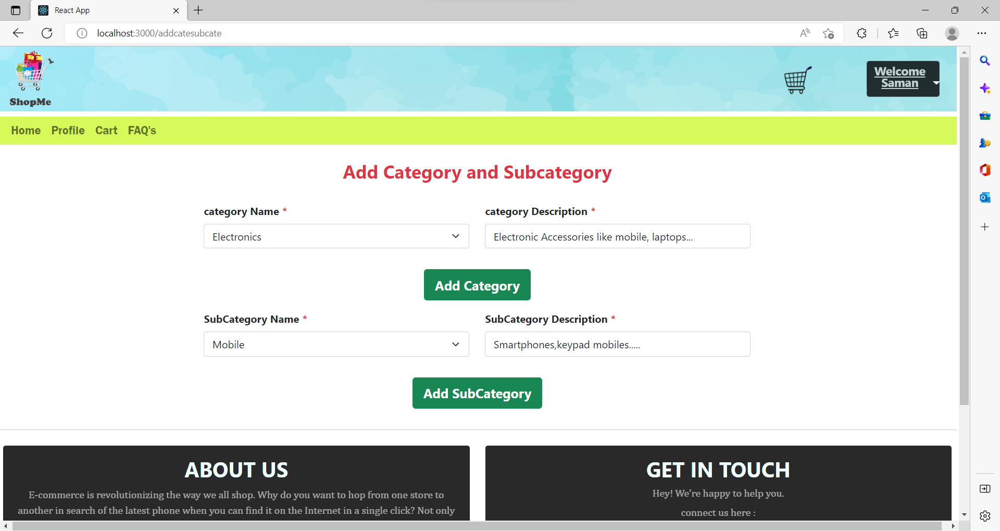 React App
localhost:3000/addcatesubcate
ShopMe
Welcome
Saman
Home Profile Cart FAQ's
Add Category and Subcategory
category Name * category Description *
Electronics Electronic Accessories like mobile, laptops...
Add Category
SubCategory Name * SubCategory Description *
Mobile Smartphones,keypad mobiles.....
Add SubCategory
ABOUT US
E-commerce is revolutionizing the way we all shop. Why do you want to hop from one store to
another in search of the latest phone when you can find it on the Internet in a single click? Not only
GET IN TOUCH
Hey! We're happy to help you.
connect us here :